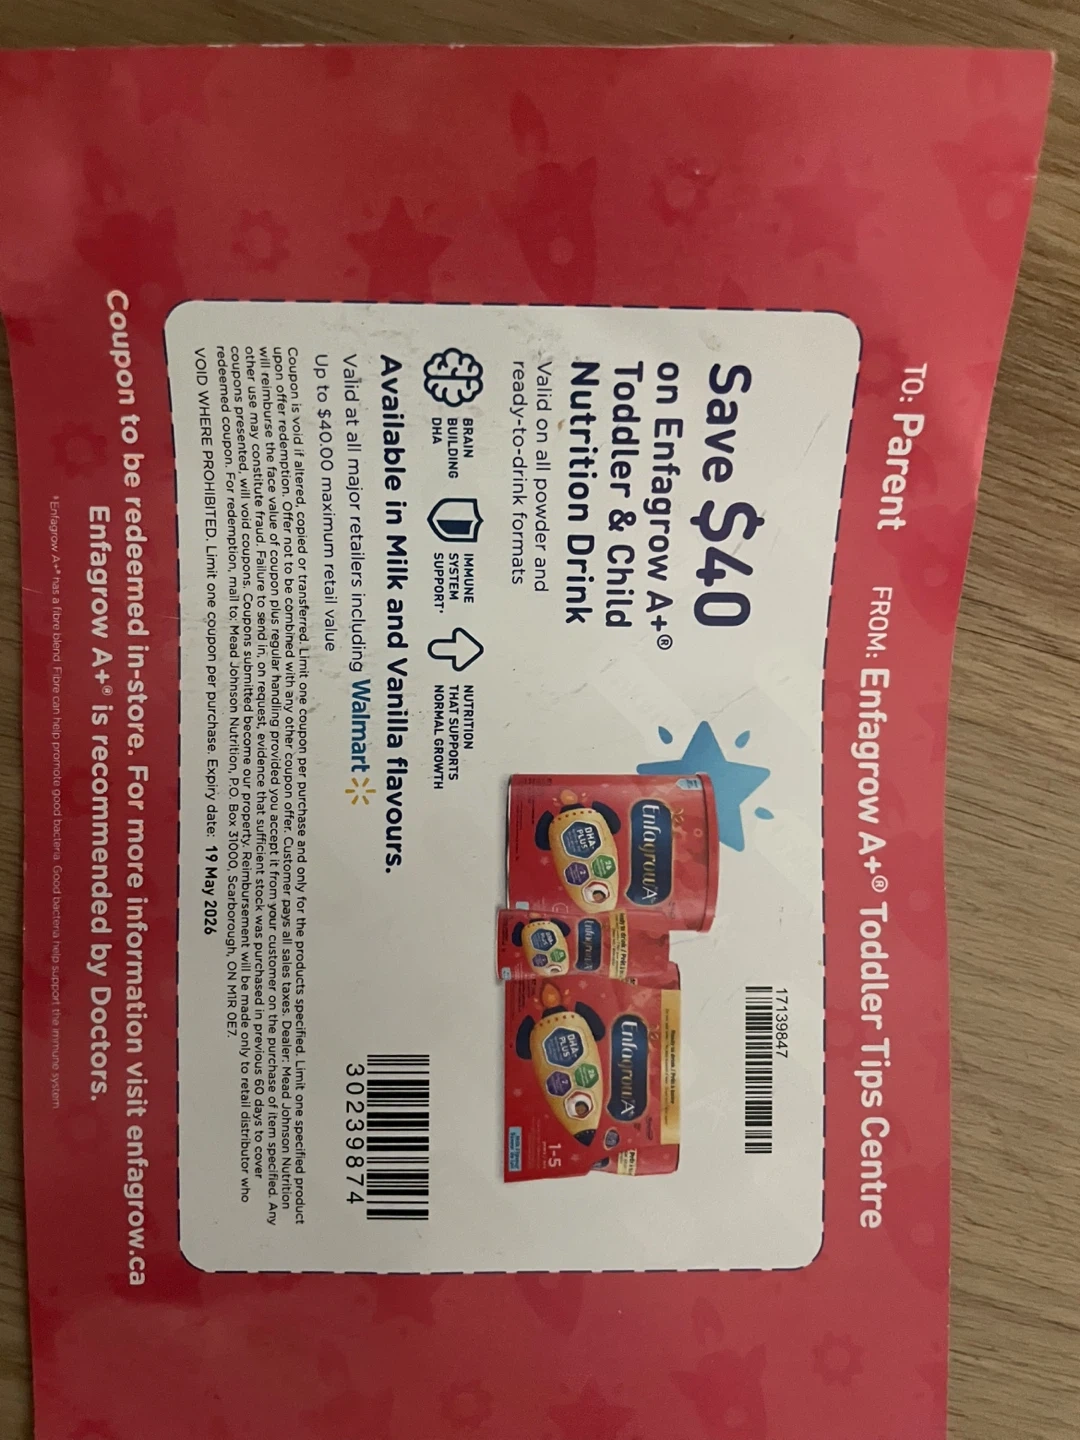 TO: Parent
FROM: Enfagrow A+® Toddler Tips Centre
Save $40
on Enfagrow A+®
Toddler & Child
Nutrition Drink
Valid on all powder and
ready-to-drink formats
17139847
Enfagrow A+
DHA-
PLUS
Enfagrow A+
Enfagrow A+
DHA-
PLUS
1-5
BRAIN
BUILDING
DHA
IMMUNE
SYSTEM
SUPPORT*
NUTRITION
THAT SUPPORTS
NORMAL GROWTH
Available in Milk and Vanilla flavours.
Valid at all major retailers including Walmart
Up to $40.00 maximum retail value
30239874
Coupon is void if altered, copied or transferred. Limit one coupon per purchase and only for the products specified. Limit one specified product
upon offer redemption. Offer not to be combined with any other coupon offer. Customer pays all sales taxes. Dealer: Mead Johnson Nutrition
will reimburse the face value of coupon plus regular handling provided you accept it from your customer on the purchase of item specified. Any
other use may constitute fraud. Failure to send in, on request, evidence that sufficient stock was purchased in previous 60 days to cover
coupons presented, will void coupons. Coupons submitted become our property. Reimbursement will be made only to retail distributor who
redeemed coupon. For redemption, mail to: Mead Johnson Nutrition, P.O. Box 31000, Scarborough, ON M1R 0E7.
VOID WHERE PROHIBITED. Limit one coupon per purchase. Expiry date: 19 May 2026
Coupon to be redeemed in-store. For more information visit enfagrow.ca
Enfagrow A+® is recommended by Doctors.
*Enfagrow A+® has a fibre blend. Fibre can help promote good bacteria. Good bacteria help support the immune system